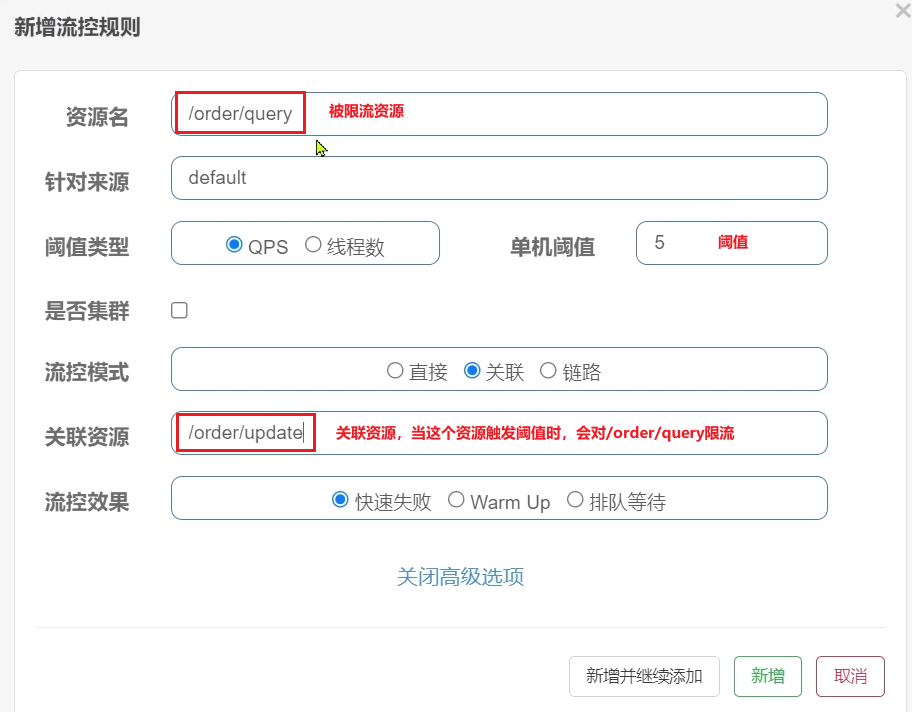 新增流控规则
资源名 /order/query 被限流资源
针对来源 default
阈值类型 QPS 线程数 单机阈值 5 阈值
是否集群
流控模式 直接 关联 链路
关联资源 /order/update 关联资源，当这个资源触发阈值时，会对/order/query限流
流控效果 快速失败 Warm Up 排队等待
关闭高级选项
新增并继续添加 新增 取消